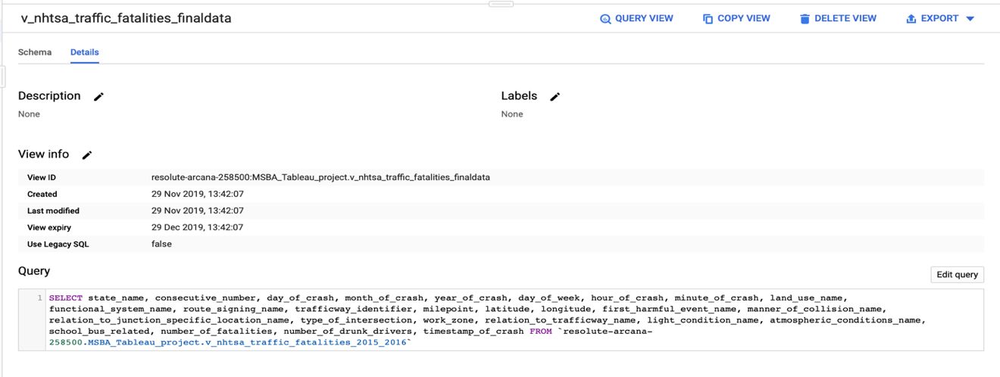 v_nhtsa_traffic_fatalities_finaldata QUERY VIEW COPY VIEW DELETE VIEW EXPORT
Schema Details
Description Labels
None None
View info
View ID resolute-arcana-258500:MSBA_Tableau_project.v_nhtsa_traffic_fatalities_finaldata
Created 29 Nov 2019, 13:42:07
Last modified 29 Nov 2019, 13:42:07
View expiry 29 Dec 2019, 13:42:07
Use Legacy SQL false
Query Edit query
1 SELECT state_name, consecutive_number, day_of_crash, month_of_crash, year_of_crash, day_of_week, hour_of_crash, minute_of_crash, land_use_name,
functional_system_name, route_signing_name, trafficway_identifier, milepoint, latitude, longitude, first_harmful_event_name, manner_of_collision_name,
relation_to_junction_specific_location_name, type_of_intersection, work_zone, relation_to_trafficway_name, light_condition_name, atmospheric_conditions_name,
school_bus_related, number_of_fatalities, number_of_drunk_drivers, timestamp_of_crash FROM `resolute-arcana-
258500.MSBA_Tableau_project.v_nhtsa_traffic_fatalities_2015_2016`